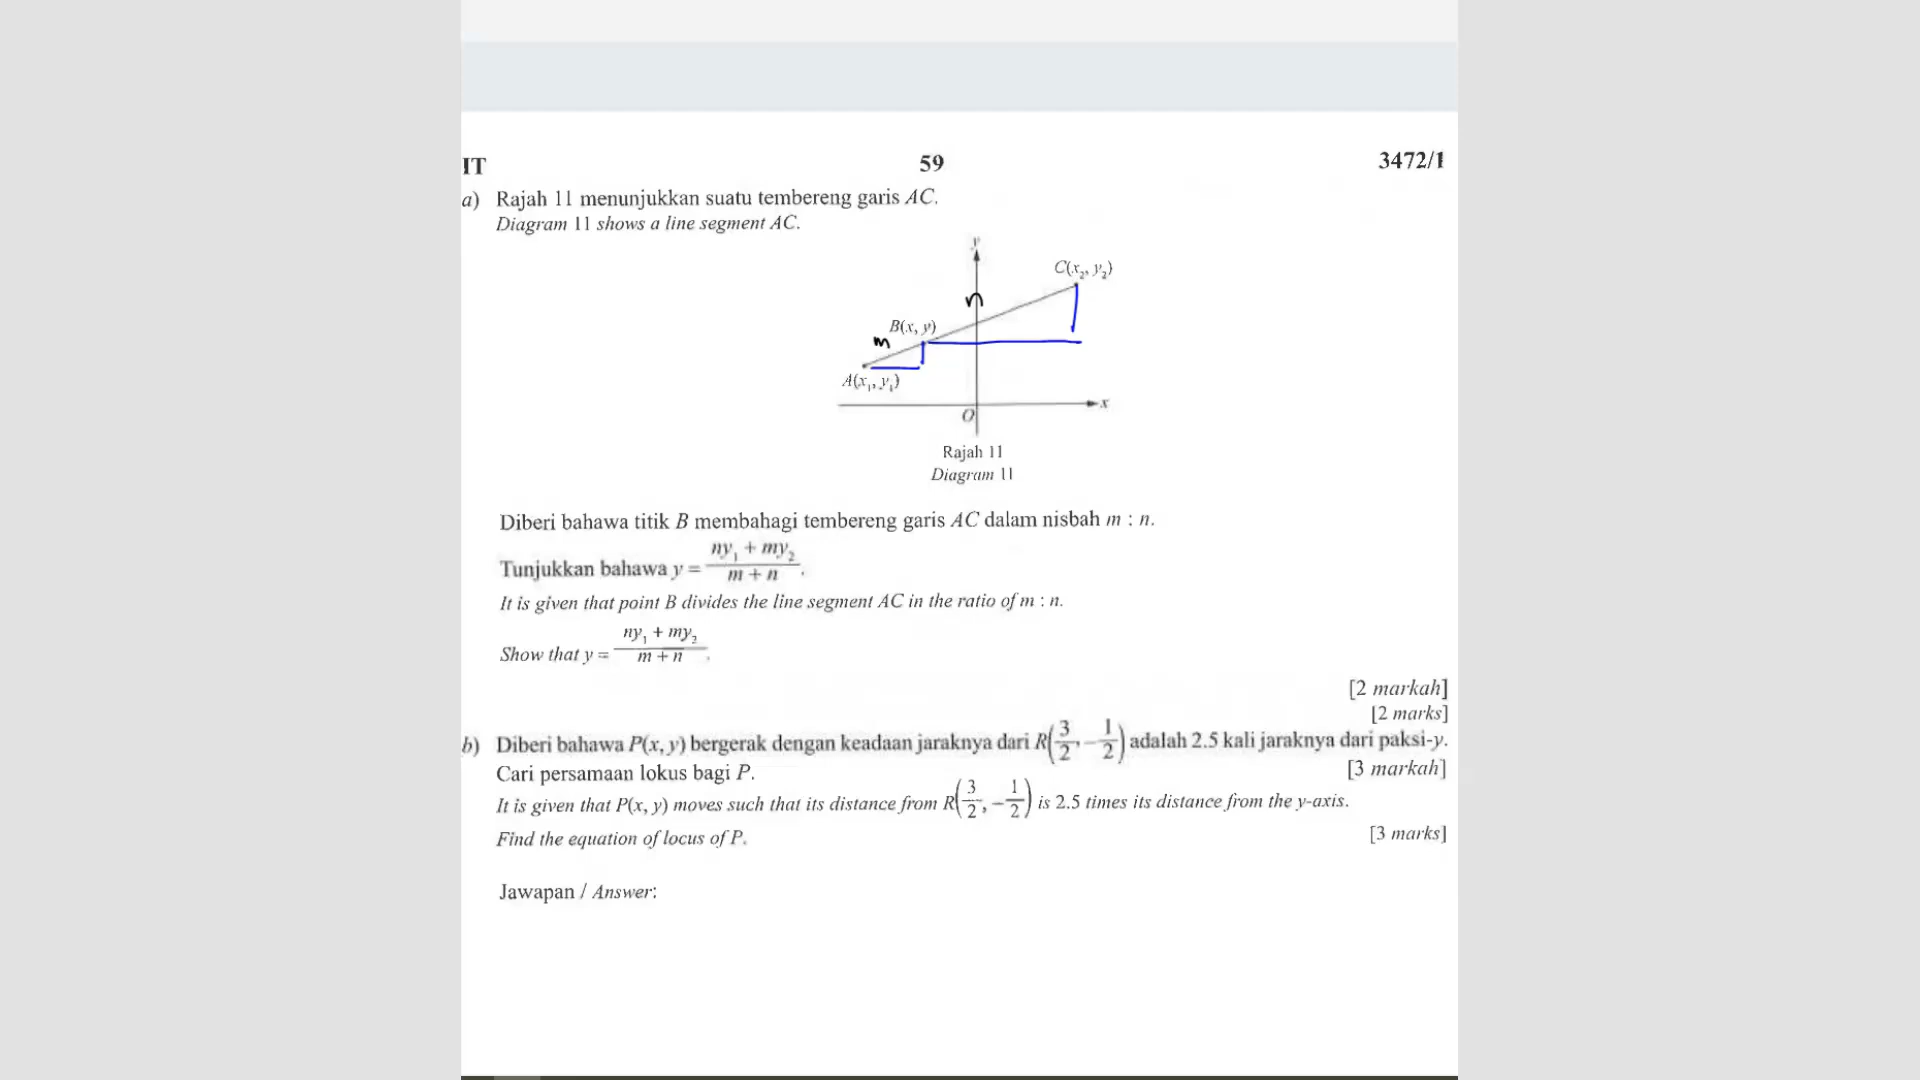 IT 59 3472/1
a) Rajah 11 menunjukkan suatu tembereng garis AC.
Diagram 11 shows a line segment AC.
y
C(x₂, y₂)
n
B(x, y)
m
A(x₁, y₁)
x
O
Rajah 11
Diagram 11
Diberi bahawa titik B membahagi tembereng garis AC dalam nisbah m : n.
Tunjukkan bahawa y = (ny₁ + my₂)/(m + n).
It is given that point B divides the line segment AC in the ratio of m : n.
Show that y = (ny₁ + my₂)/(m + n).
[2 markah]
[2 marks]
b) Diberi bahawa P(x, y) bergerak dengan keadaan jaraknya dari R(3/2, −1/2) adalah 2.5 kali jaraknya dari paksi-y.
Cari persamaan lokus bagi P. [3 markah]
It is given that P(x, y) moves such that its distance from R(3/2, −1/2) is 2.5 times its distance from the y-axis.
Find the equation of locus of P. [3 marks]
Jawapan / Answer: